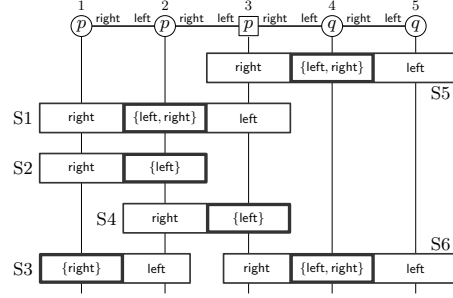 1 2 3 4 5
p right left p right left p right left q right left q
right {left, right} left
S5
S1 right {left, right} left
S2 right {left}
S4 right {left}
S6
S3 {right} left right {left, right} left